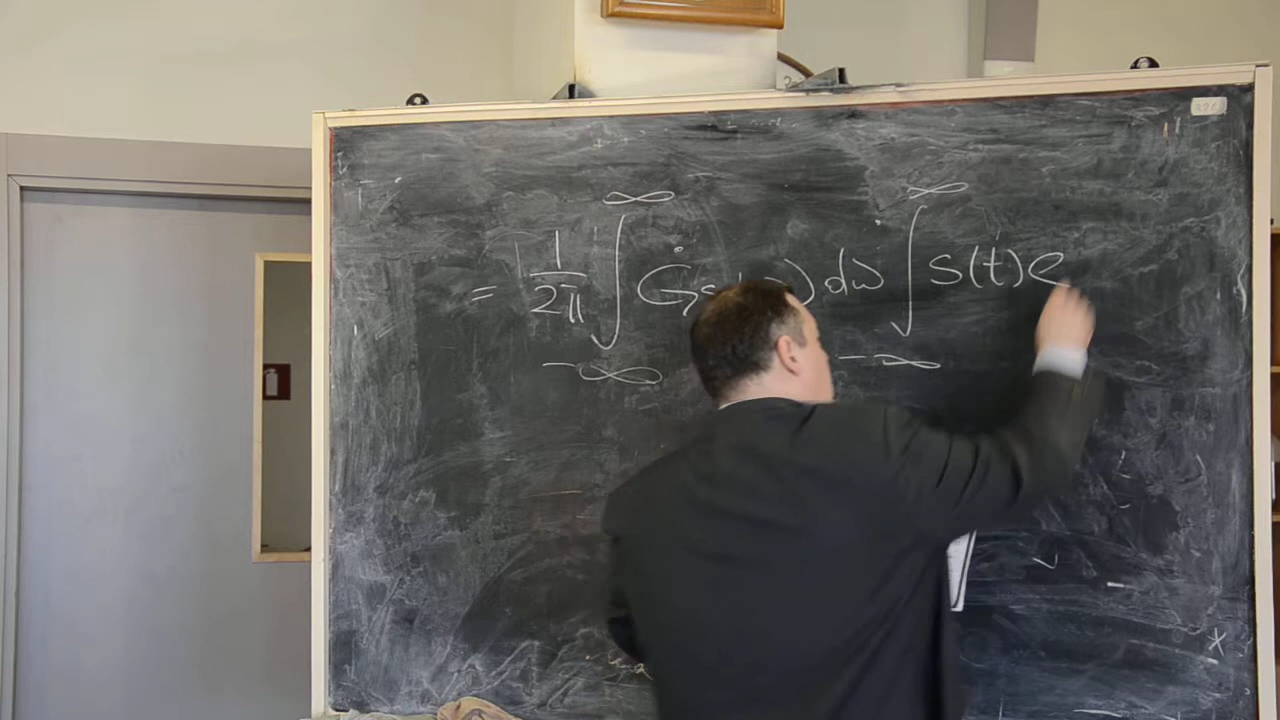 ∞ ∞
= 1/2π ∫ Ġ ) dω ∫ s(t)e
-∞ -∞